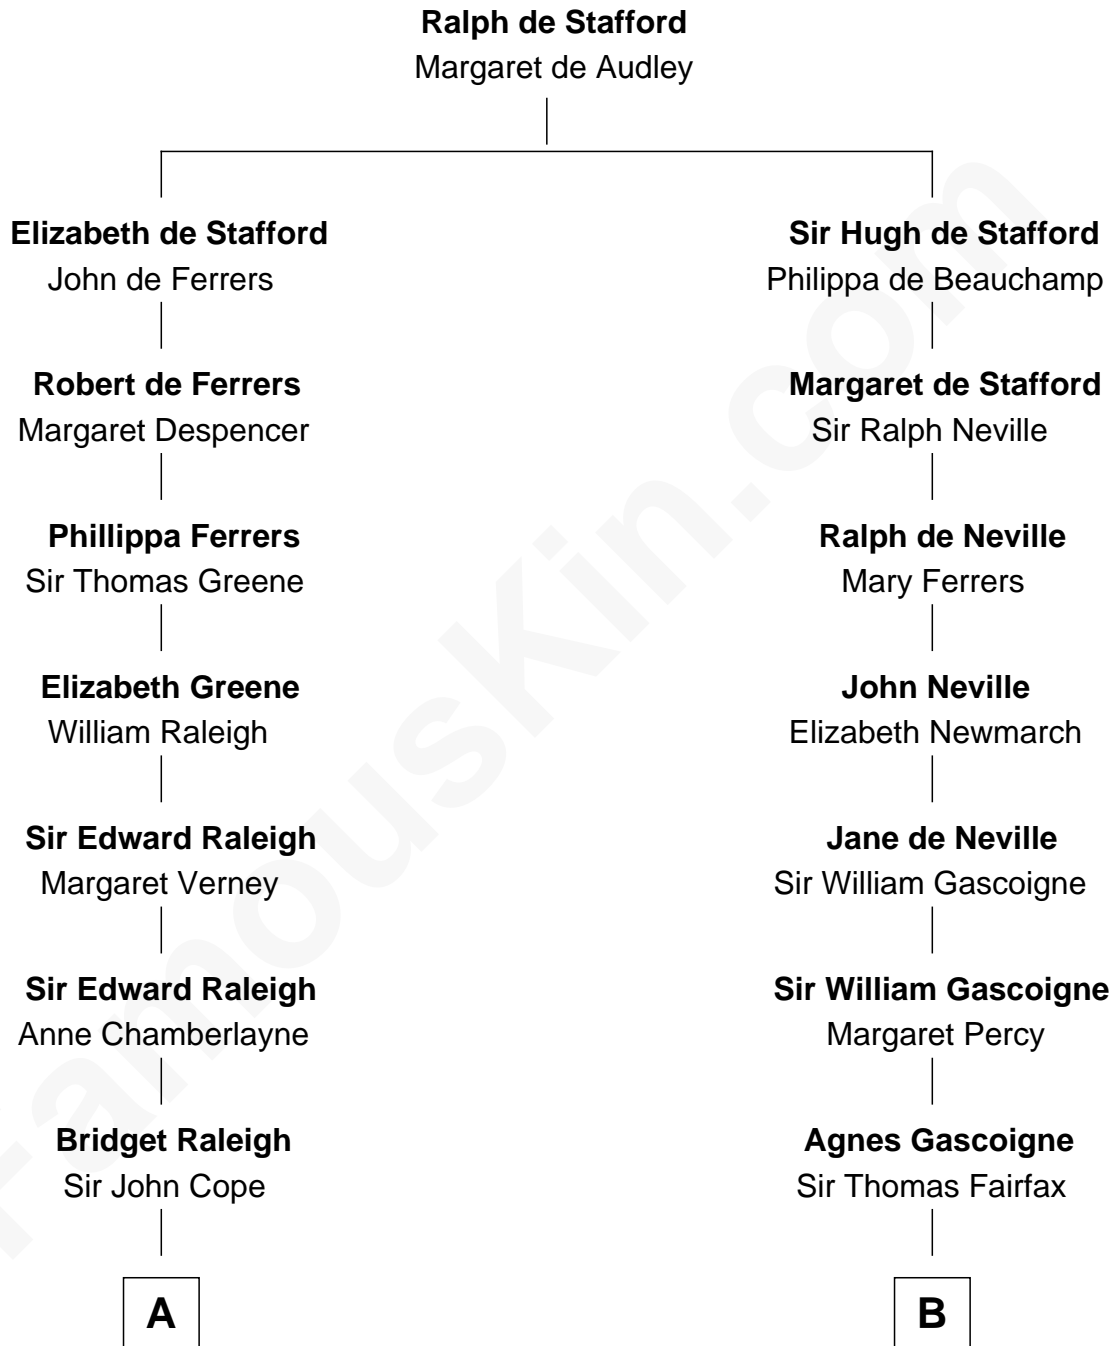 Ralph de Stafford
Margaret de Audley
Elizabeth de Stafford
John de Ferrers
Sir Hugh de Stafford
Philippa de Beauchamp
Robert de Ferrers
Margaret Despencer
Margaret de Stafford
Sir Ralph Neville
Phillippa Ferrers
Sir Thomas Greene
Ralph de Neville
Mary Ferrers
Elizabeth Greene
William Raleigh
John Neville
Elizabeth Newmarch
Sir Edward Raleigh
Margaret Verney
Jane de Neville
Sir William Gascoigne
Sir Edward Raleigh
Anne Chamberlayne
Sir William Gascoigne
Margaret Percy
Bridget Raleigh
Sir John Cope
Agnes Gascoigne
Sir Thomas Fairfax
A
B
FamousKin.com